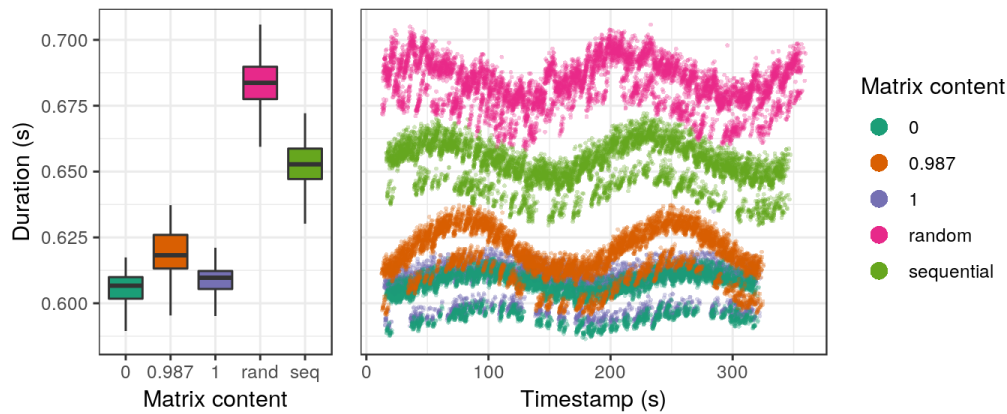 Duration (s)
0.700
0.675
0.650
0.625
0.600
0 0.987 1 rand seq
Matrix content
0 100 200 300
Timestamp (s)
Matrix content
0
0.987
1
random
sequential